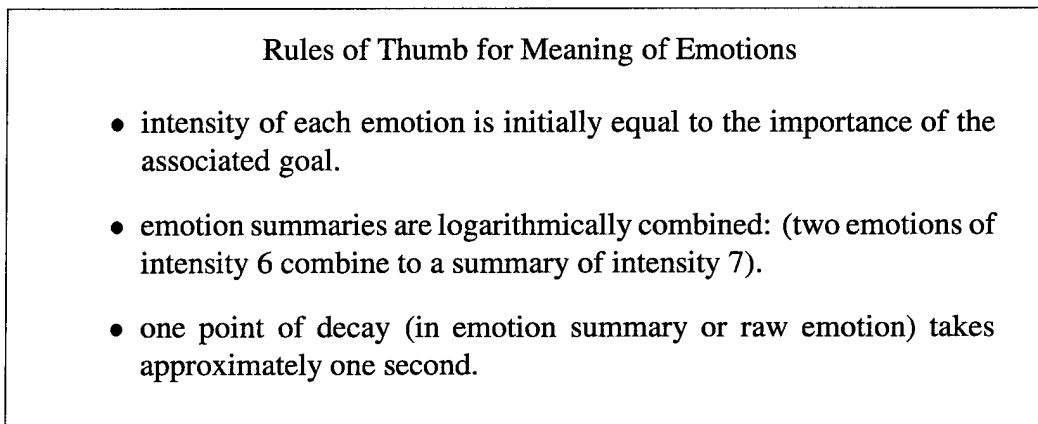 Rules of Thumb for Meaning of Emotions
• intensity of each emotion is initially equal to the importance of the
associated goal.
• emotion summaries are logarithmically combined: (two emotions of
intensity 6 combine to a summary of intensity 7).
• one point of decay (in emotion summary or raw emotion) takes
approximately one second.